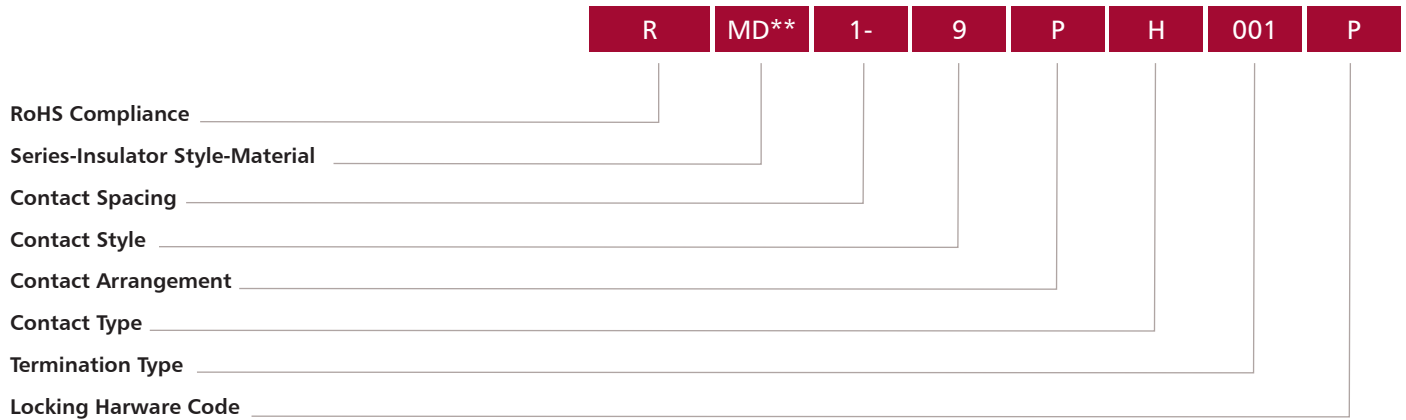 R MD** 1- 9 P H 001 P
RoHS Compliance
Series-Insulator Style-Material
Contact Spacing
Contact Style
Contact Arrangement
Contact Type
Termination Type
Locking Harware Code